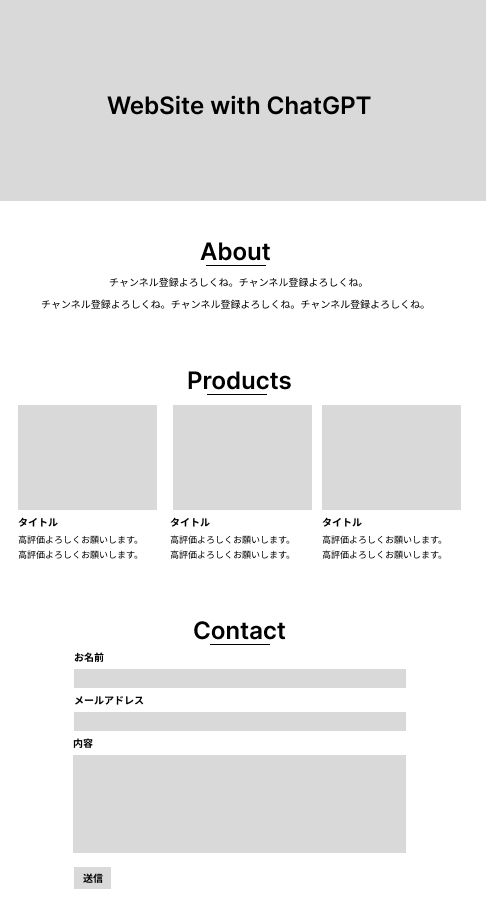 WebSite with ChatGPT
About
チャンネル登録よろしくね。チャンネル登録よろしくね。
チャンネル登録よろしくね。チャンネル登録よろしくね。チャンネル登録よろしくね。
Products
タイトル
高評価よろしくお願いします。
高評価よろしくお願いします。
タイトル
高評価よろしくお願いします。
高評価よろしくお願いします。
タイトル
高評価よろしくお願いします。
高評価よろしくお願いします。
Contact
お名前
メールアドレス
内容
送信